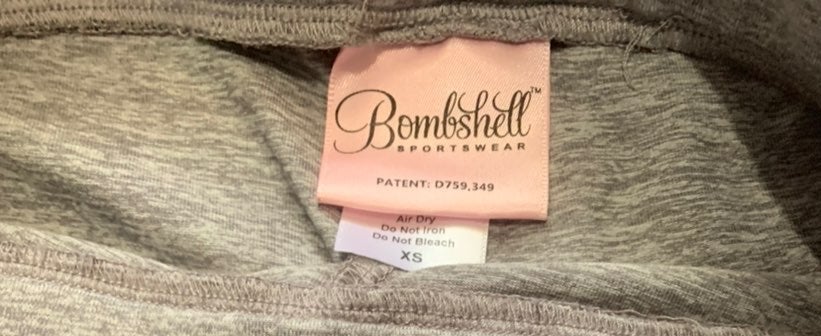 Bombshell™
SPORTSWEAR
PATENT: D759,349
Air Dry
Do Not Iron
Do Not Bleach
XS